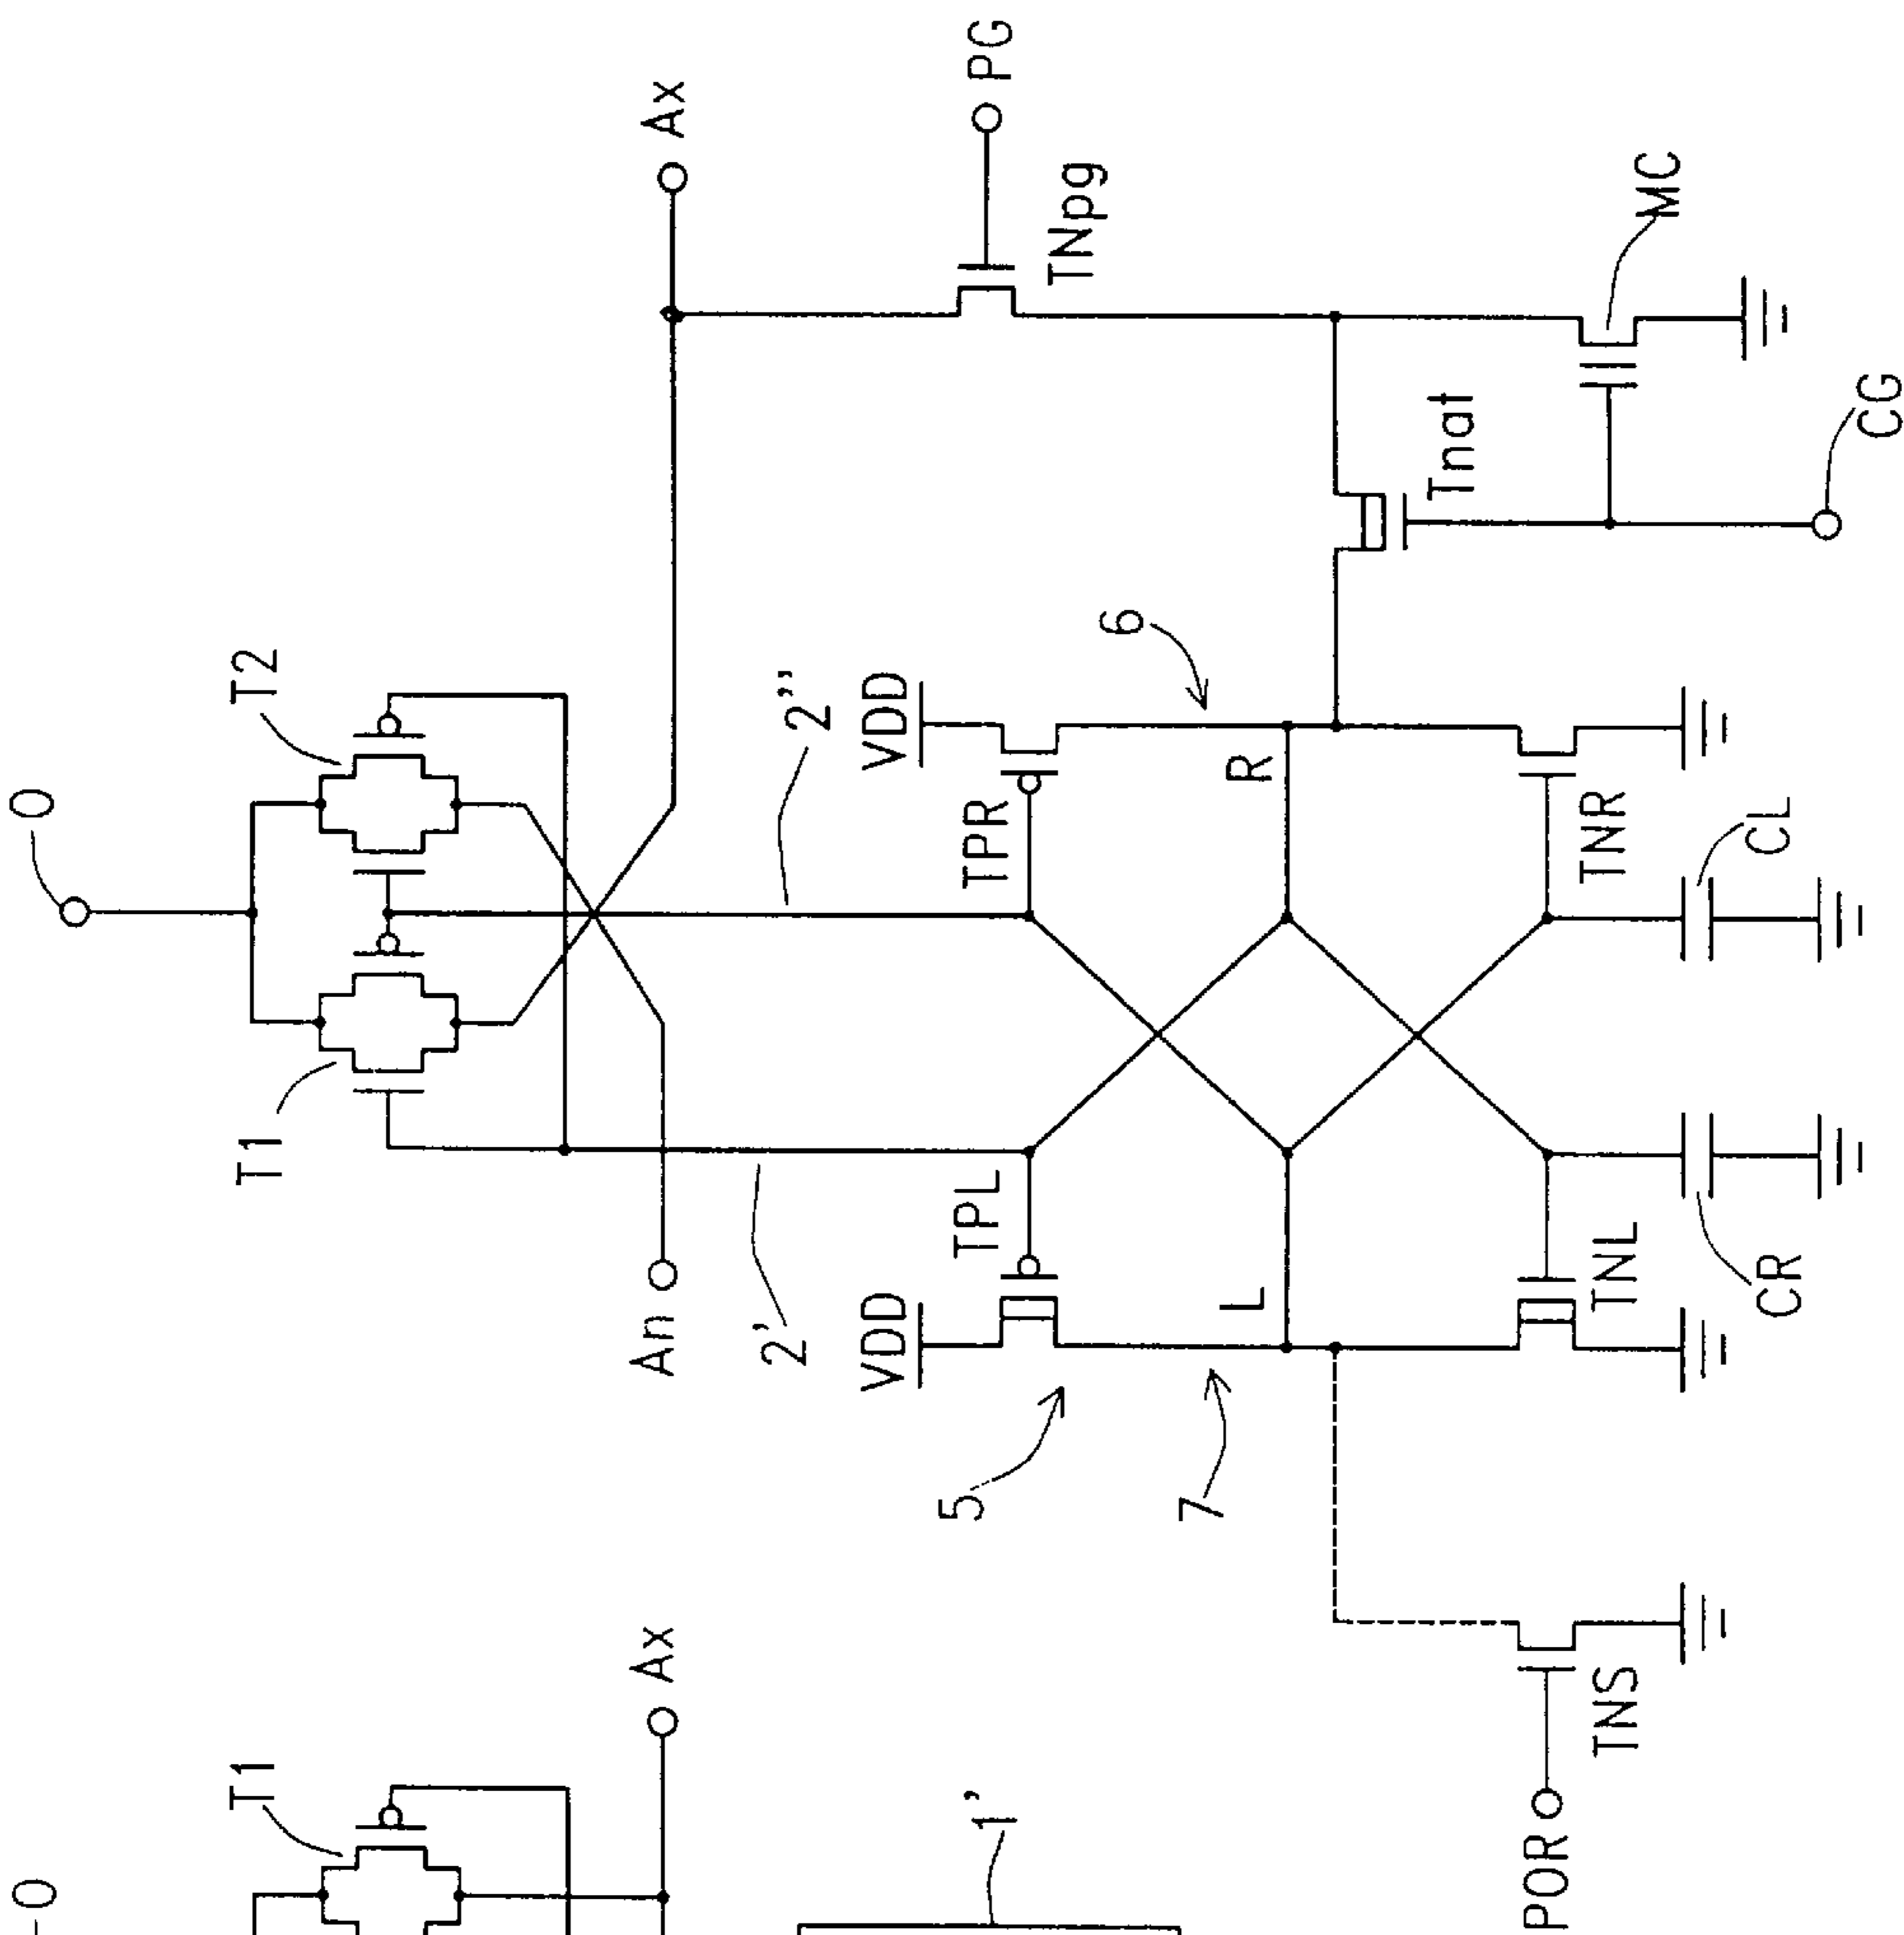 O
T1
T2
Ax
An
2'
2"
PG
TNpg
VDD
TPL
VDD
TPR
5
6
7
L
R
Tnat
MC
CG
TNL
TNR
CR
CL
POR
TNS
O
T1
Ax
1'